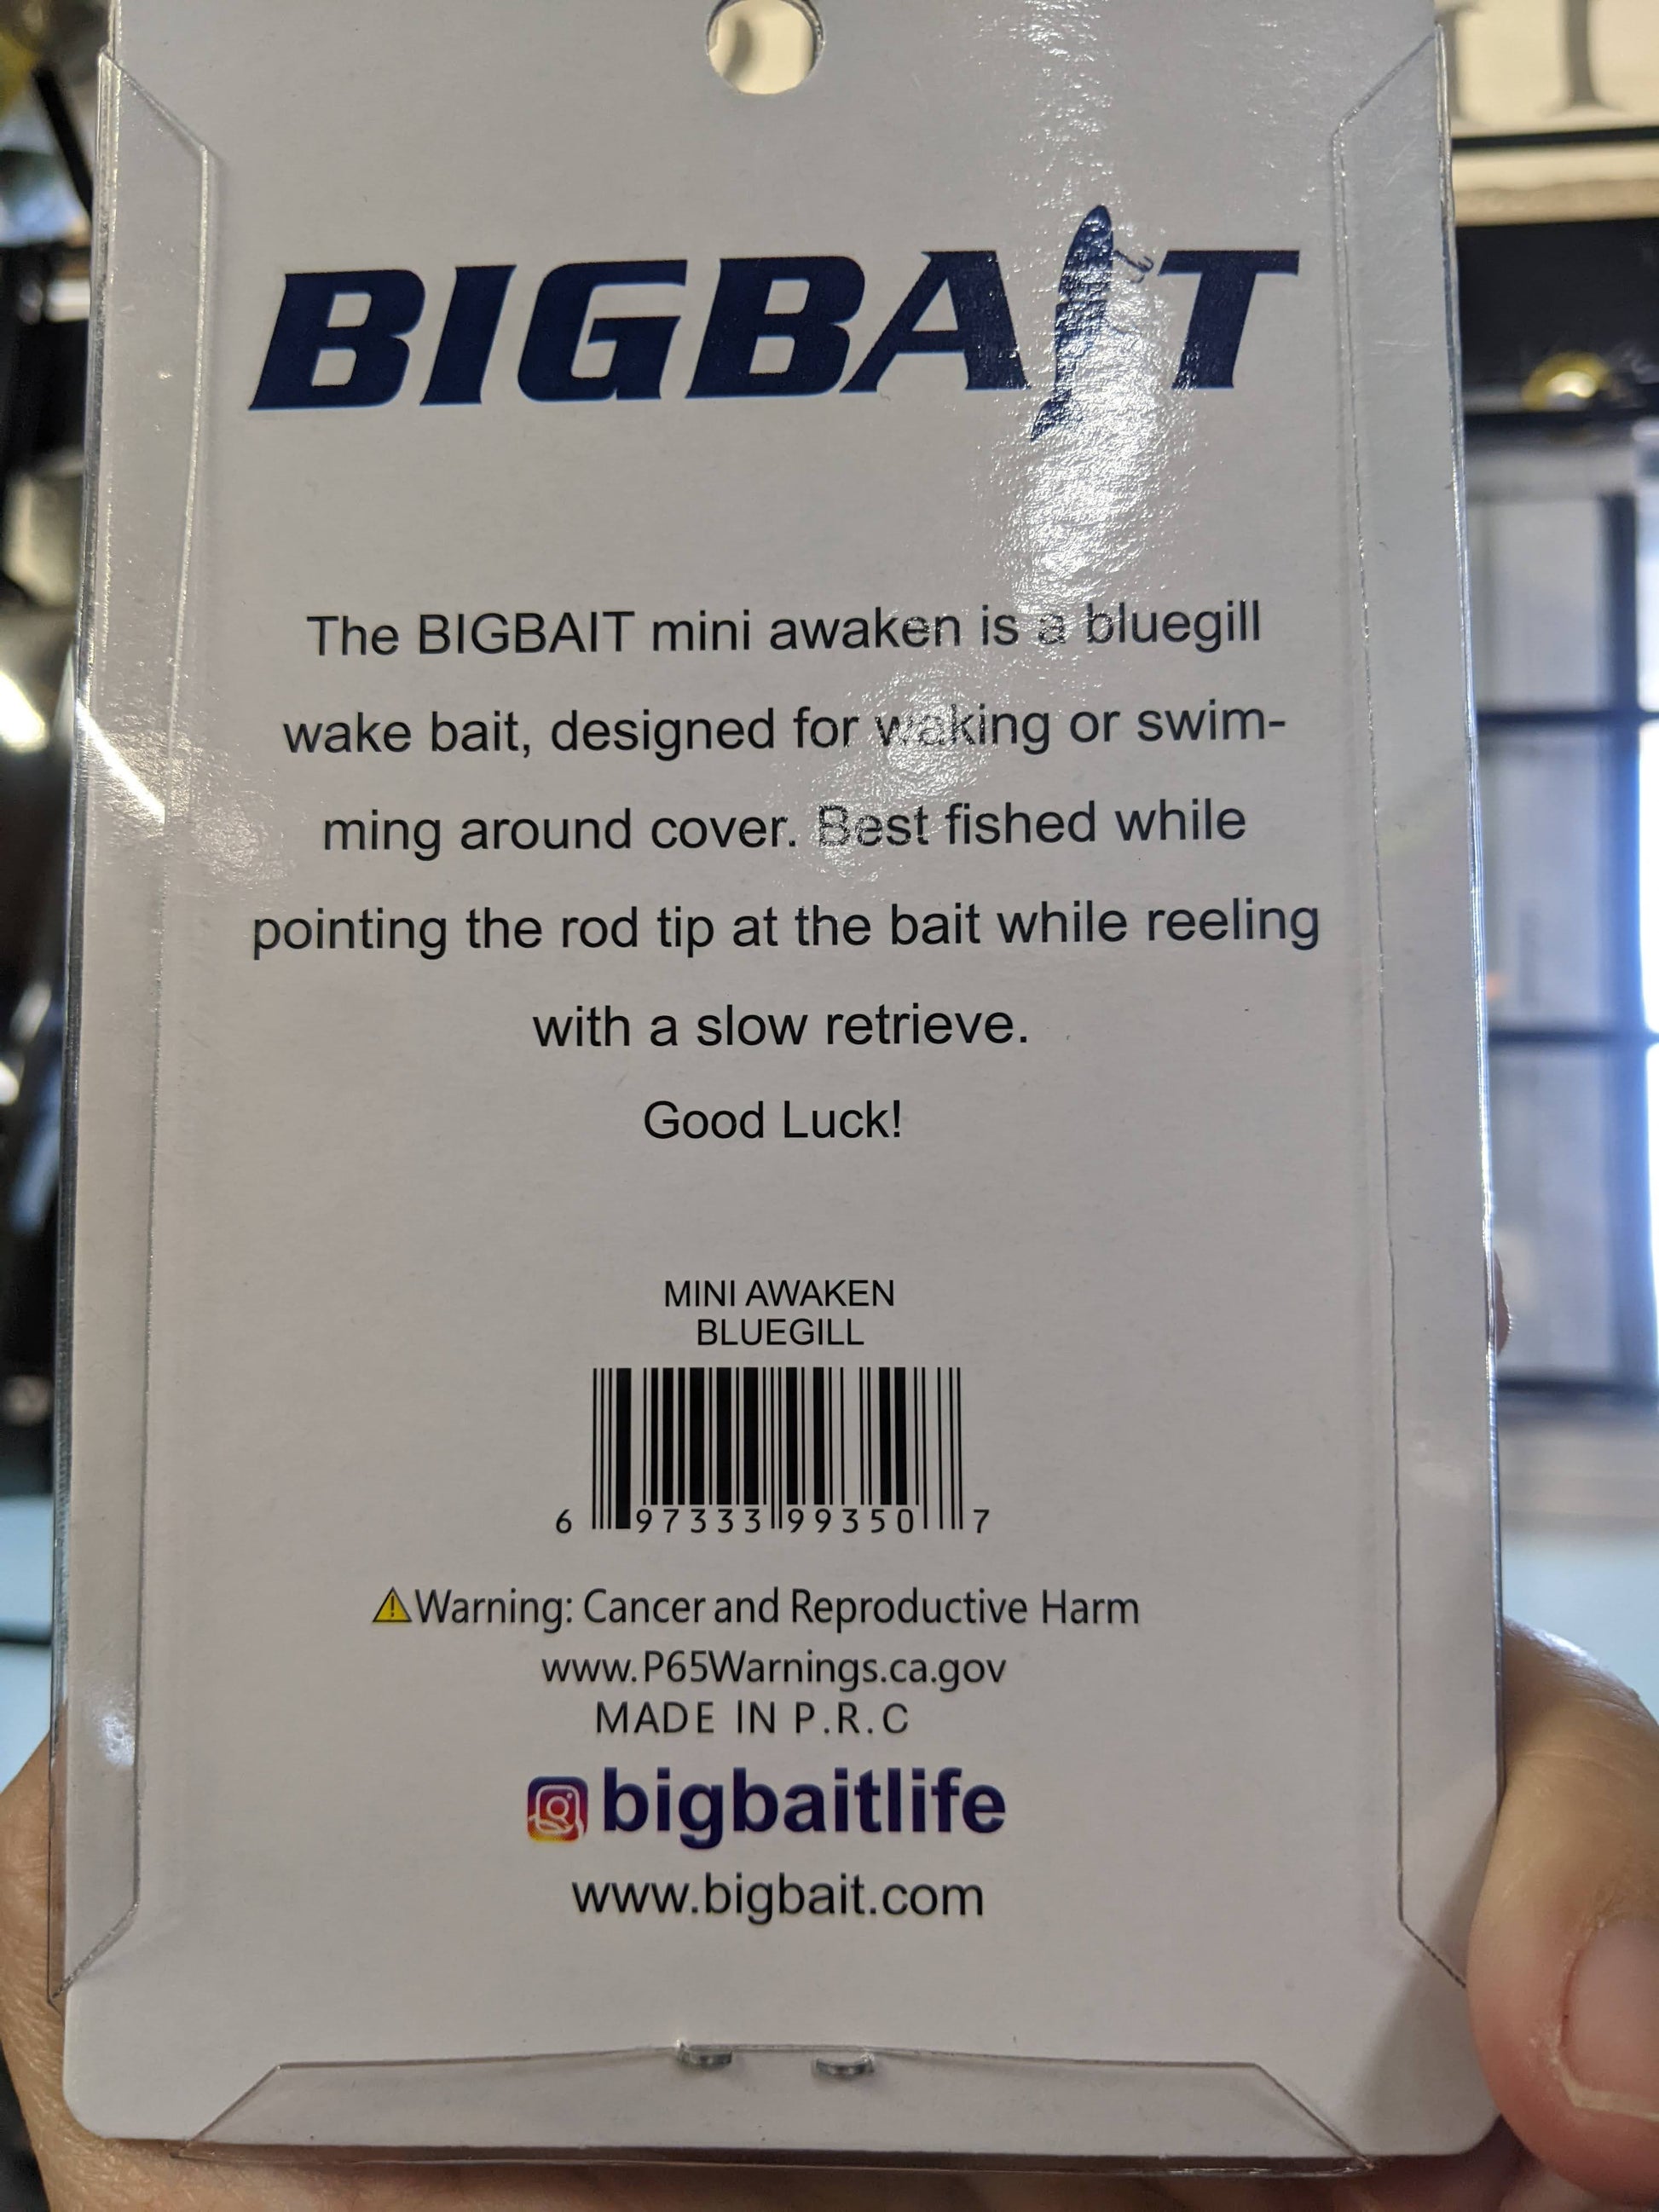 BIGBAIT
The BIGBAIT mini awaken is a bluegill
wake bait, designed for waking or swim-
ming around cover. Best fished while
pointing the rod tip at the bait while reeling
with a slow retrieve.
Good Luck!
MINI AWAKEN
BLUEGILL
6 97333 99350 7
⚠Warning: Cancer and Reproductive Harm
www.P65Warnings.ca.gov
MADE IN P.R.C
bigbaitlife
www.bigbait.com